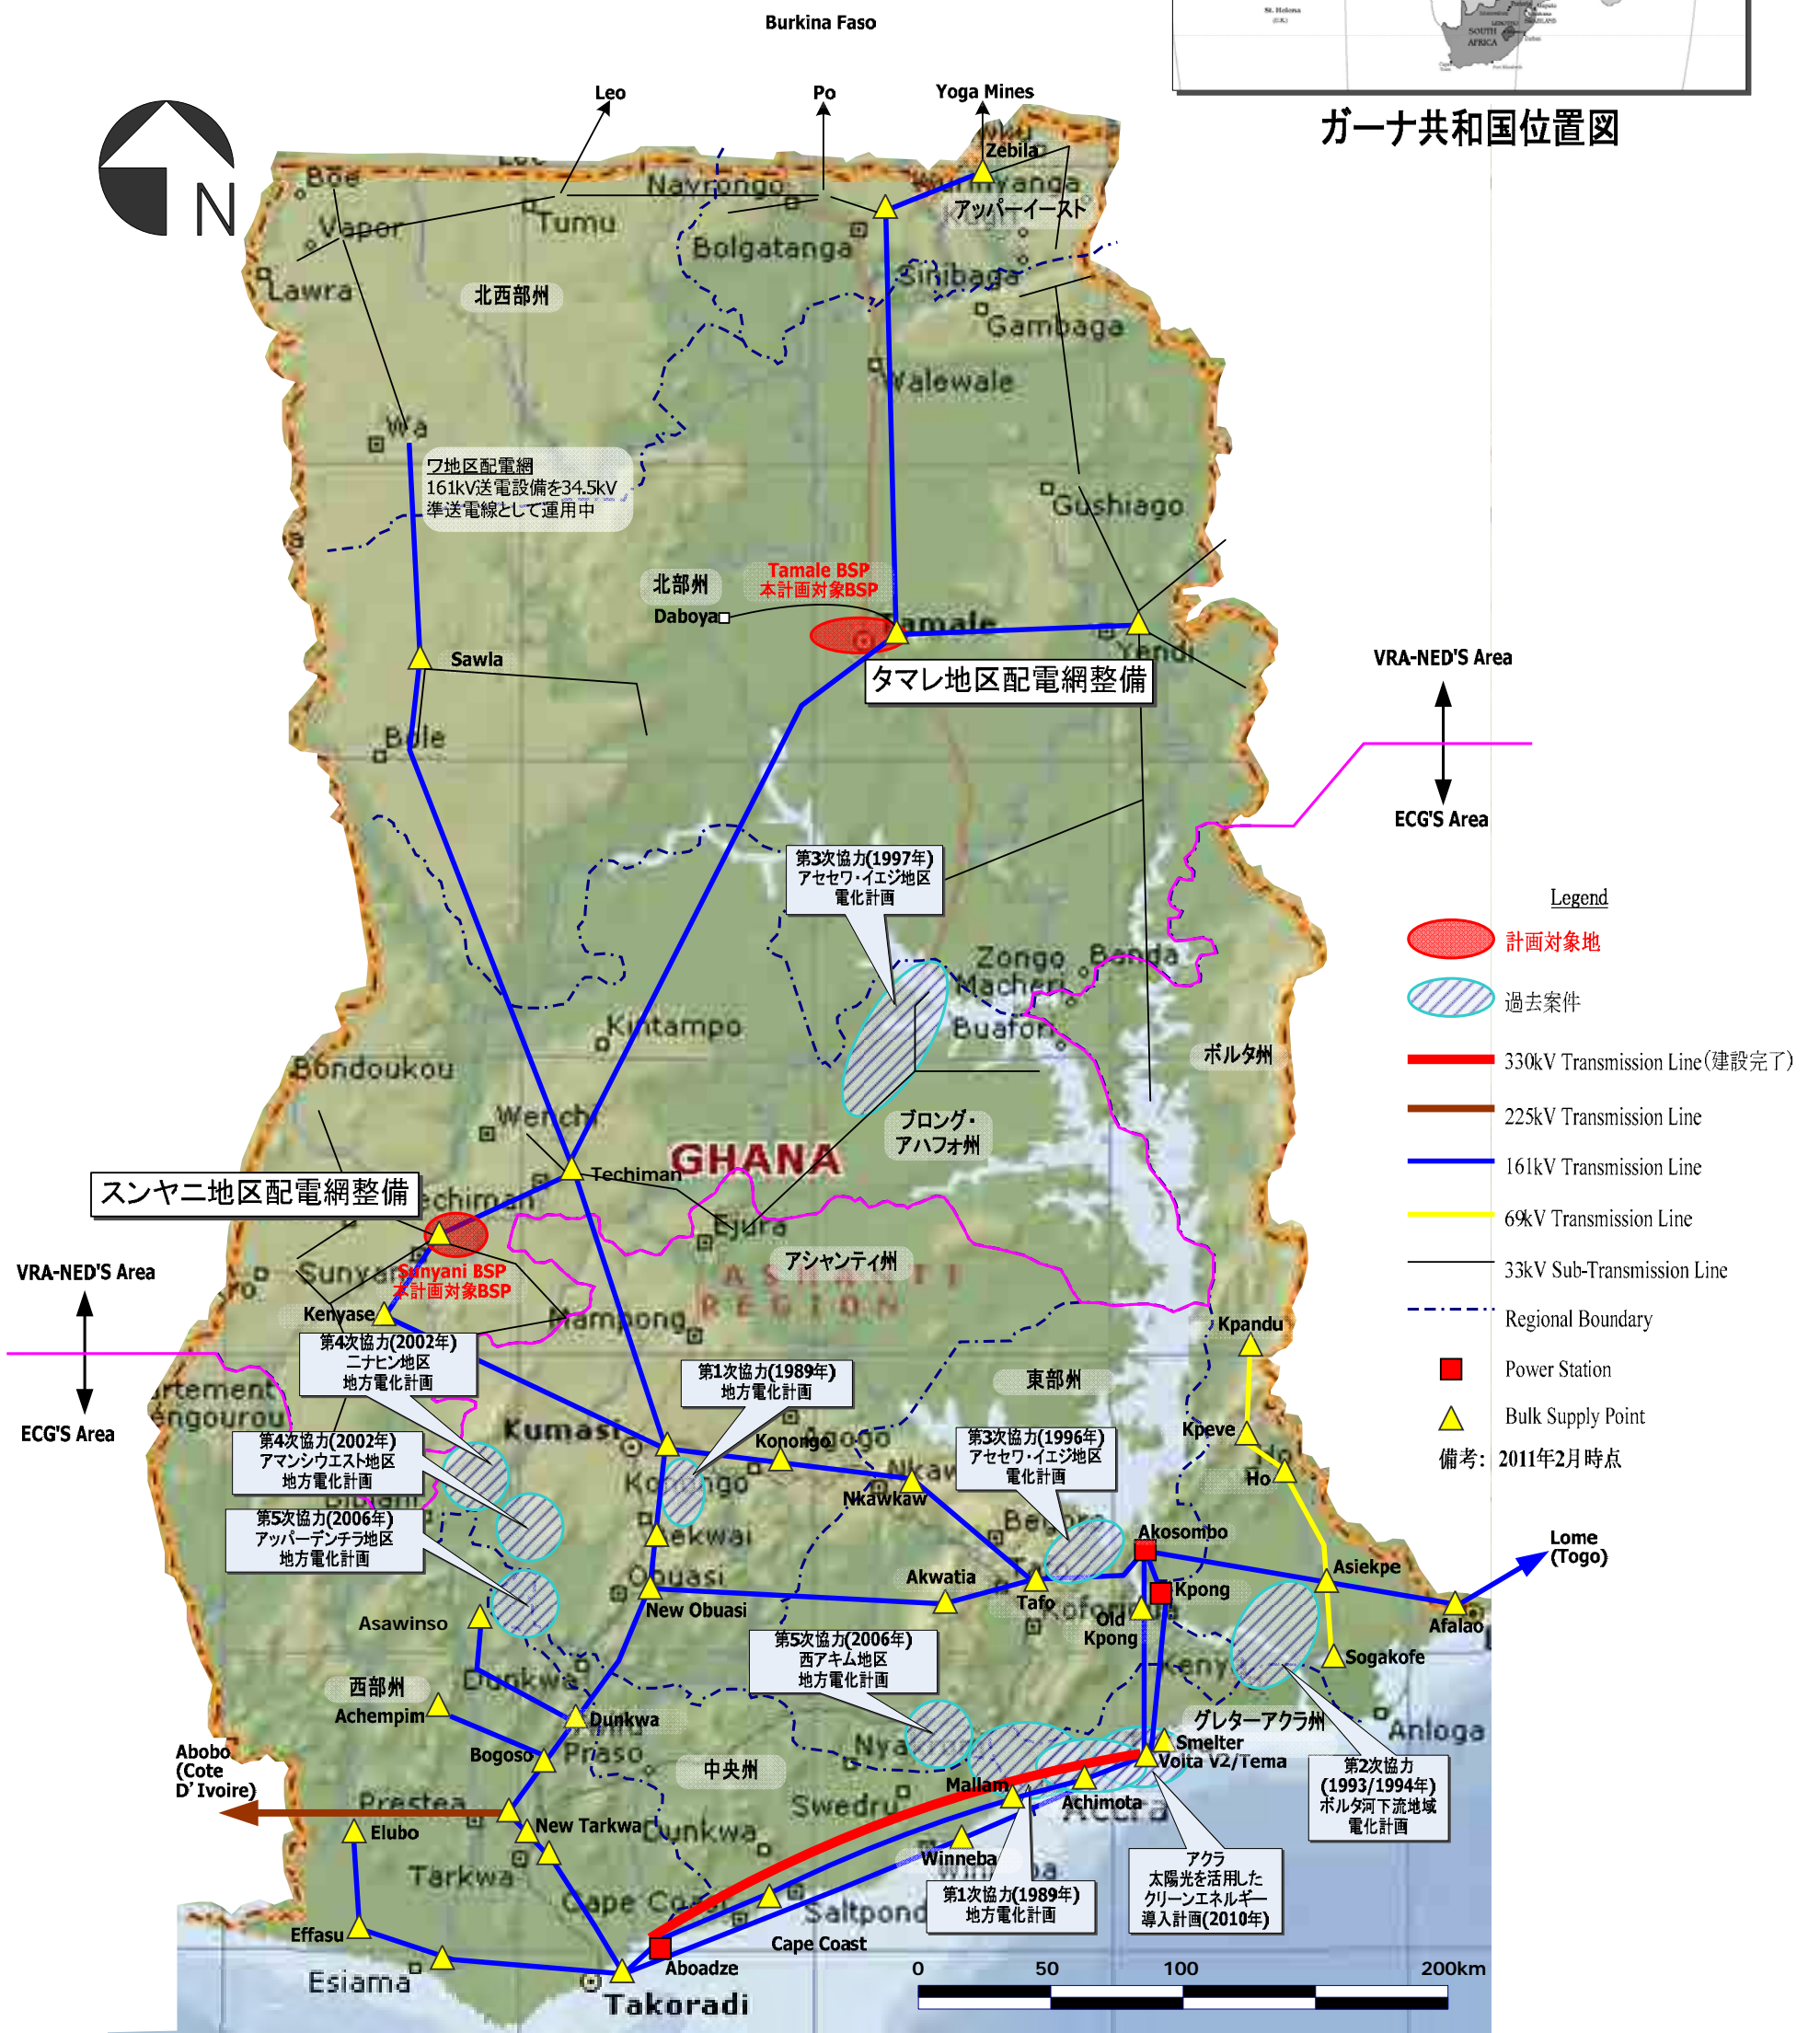 Burkina Faso
St. Helena
(U.K)
SOUTH
AFRICA
ガーナ共和国位置図
Leo
Po
Yoga Mines
N
Zebila
Boe
Vapor
Lawra
Tumu
Navrongo
Bolgatanga
アッパーイースト
Sinibaga
Gambaga
北西部州
Walewale
Wa
ワ地区配電網
161kV送電設備を34.5kV
準送電線として運用中
Gushiago
北部州
Tamale BSP
本計画対象BSP
Daboya
Tamale
Yendi
タマレ地区配電網整備
Sawla
Bole
VRA-NED'S Area
ECG'S Area
第3次協力(1997年)
アセセワ・イエジ地区
電化計画
Zongo
Macheri
Banda
Buafori
Kintampo
Bondoukou
ボルタ州
Wenchi
ブロング・
アハフォ州
GHANA
Techiman
スンヤニ地区配電網整備
echiman
Ejura
アシャンティ州
Sunyani BSP
本計画対象BSP
REGION
Mampong
Kenyase
VRA-NED'S Area
ECG'S Area
第4次協力(2002年)
ニナヒン地区
地方電化計画
第1次協力(1989年)
地方電化計画
東部州
Kpandu
Kpeve
Ho
Kumasi
Konongo
Agogo
Nkawkaw
第4次協力(2002年)
アマンシウエスト地区
地方電化計画
第3次協力(1996年)
アセセワ・イエジ地区
電化計画
第5次協力(2006年)
アッパーデンチラ地区
地方電化計画
Bekwai
Obuasi
New Obuasi
Akwatia
Tafo
Akosombo
Kpong
Old
Kpong
Asiekpe
Lome
(Togo)
Afalao
Sogakofe
Asawinso
第5次協力(2006年)
西アキム地区
地方電化計画
西部州
Achempim
Dunkwa
Dunkwa
Bogoso
Praso
中央州
グレターアクラ州
Smelter
Volta V2/Tema
Anloga
Abobo
(Cote
D'Ivoire)
Prestea
Elubo
New Tarkwa
Tarkwa
Dunkwa
Swedru
Mallam
Achimota
Accra
Winneba
第2次協力
(1993/1994年)
ボルタ河下流地域
電化計画
第1次協力(1989年)
地方電化計画
アクラ
太陽光を活用した
クリーンエネルギー
導入計画(2010年)
Cape Coast
Saltpond
Cape Coast
Effasu
Esiama
Aboadze
Takoradi
0 50 100 200km
Legend
計画対象地
過去案件
330kV Transmission Line(建設完了)
225kV Transmission Line
161kV Transmission Line
69kV Transmission Line
33kV Sub-Transmission Line
Regional Boundary
Power Station
Bulk Supply Point
備考: 2011年2月時点